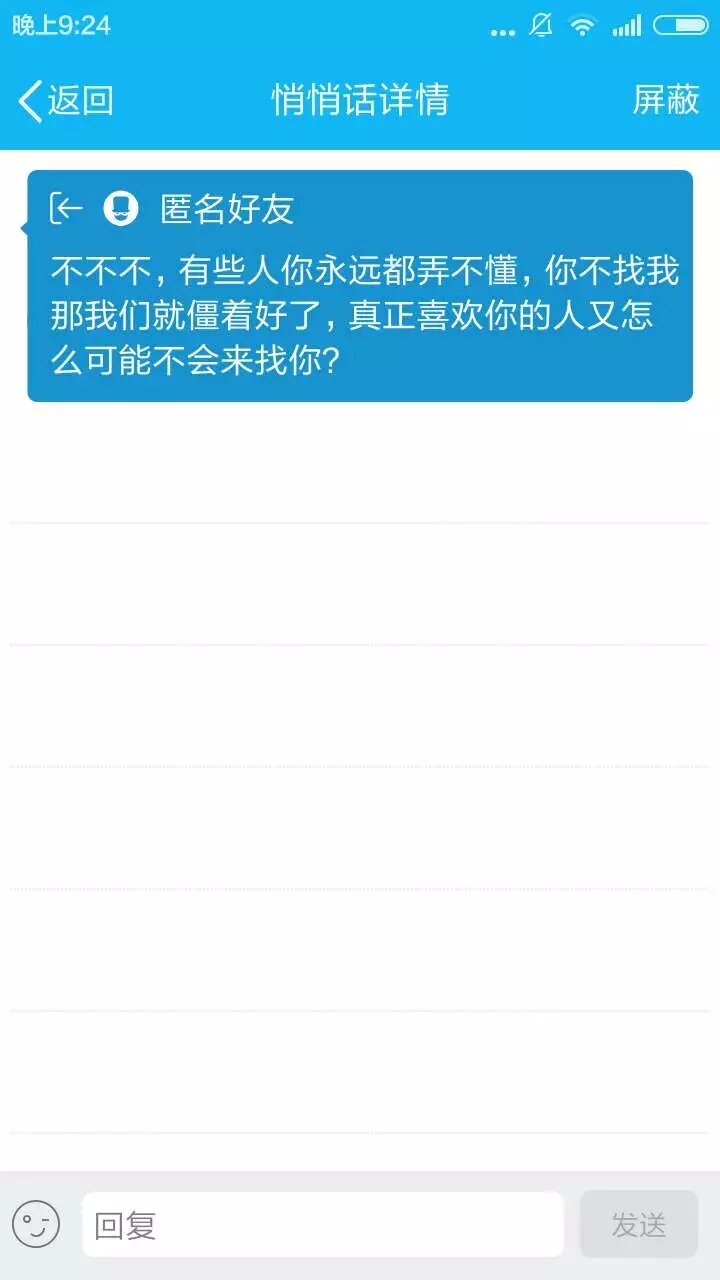 晚上9:24
返回
悄悄话详情
屏蔽
匿名好友
不不不，有些人你永远都弄不懂，你不找我
那我们就僵着好了，真正喜欢你的人又怎
么可能不会来找你？
回复
发送